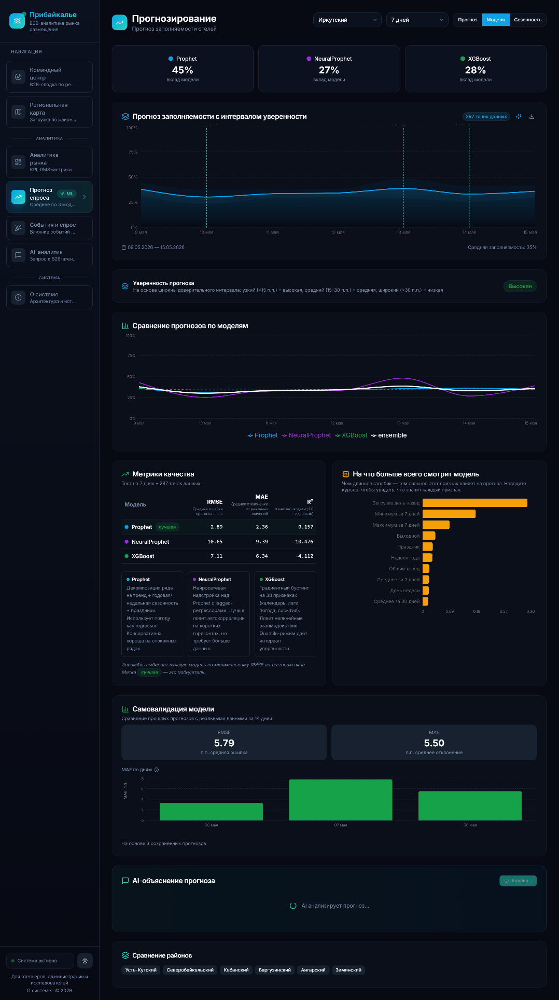 Прибайкалье
B2B-аналитика рынка
размещения
НАВИГАЦИЯ
Командный
центр
B2B-сводка по ре...
Региональная
карта
Загрузка по район...
АНАЛИТИКА
Аналитика
рынка
KPI, RMS-метрики
Прогноз
спроса
ML
Среднее по 3 мод...
События и спрос
Влияние событий ...
AI-аналитик
Запрос к B2B-аген...
СИСТЕМА
О системе
Архитектура и ист...
Система активна
Для отельеров, администрации и
исследователей
О системе · © 2026
Прогнозирование
Прогноз заполняемости отелей
Иркутский
7 дней
Прогноз
Модели
Сезонность
Prophet
45%
вклад модели
NeuralProphet
27%
вклад модели
XGBoost
28%
вклад модели
Прогноз заполняемости с интервалом уверенности
287 точек данных
100%
75%
50%
25%
0%
9 мая
10 мая
11 мая
12 мая
13 мая
14 мая
15 мая
09.05.2026 — 15.05.2026
Средняя заполняемость: 35%
Уверенность прогноза
На основе ширины доверительного интервала: узкий (<15 п.п.) = высокая, средний (15–30 п.п.) = средняя, широкий (>30 п.п.) = низкая
Высокая
Сравнение прогнозов по моделям
100%
75%
50%
25%
0%
9 мая
10 мая
11 мая
12 мая
13 мая
14 мая
15 мая
Prophet
NeuralProphet
XGBoost
ensemble
Метрики качества
Тест на 7 днях • 287 точек данных
Модель
RMSE
Средняя ошибка
прогноза в п.п.
MAE
Среднее отклонение
от реальных
значений
R²
Качество модели (1.0
= идеально)
Prophet лучшая 2.89 2.36 0.157
NeuralProphet 10.65 9.39 -10.476
XGBoost 7.11 6.34 -4.112
Prophet
Декомпозиция ряда
на тренд + годовая/
недельная сезонность
+ праздники.
Использует погоду
как regressor.
Консервативна,
хороша на спокойных
рядах.
NeuralProphet
Нейросетевая
надстройка над
Prophet с lagged-
регрессорами. Лучше
ловит автокорреляции
на коротких
горизонтах, но
требует больше
данных.
XGBoost
Градиентный бустинг
на 38 признаках
(календарь, лаги,
погода, события).
Ловит нелинейные
взаимодействия.
Quantile-режим даёт
интервал
уверенности.
Ансамбль выбирает лучшую модель по минимальному RMSE на тестовом окне.
Метка лучшая — это победитель.
На что больше всего смотрит модель
Чем длиннее столбик — тем сильнее этот признак влияет на прогноз. Наведите
курсор, чтобы увидеть, что значит каждый признак.
Загрузка день назад
Минимум за 7 дней
Максимум за 7 дней
Выходной
Праздник
Неделя года
Общий тренд
Среднее за 7 дней
День недели
Среднее за 30 дней
0
0.09
0.18
0.27
0.36
Самовалидация модели
Сравнение прошлых прогнозов с реальными данными за 14 дней
RMSE
5.79
п.п. средняя ошибка
MAE
5.50
п.п. среднее отклонение
MAE по дням
MAE, п.п.
8
6
4
2
0
06 мая
07 мая
08 мая
На основе 3 сохранённых прогнозов
AI-объяснение прогноза
Анализ...
AI анализирует прогноз...
Сравнение районов
Усть-Кутский
Северобайкальский
Кабанский
Баргузинский
Ангарский
Зиминский